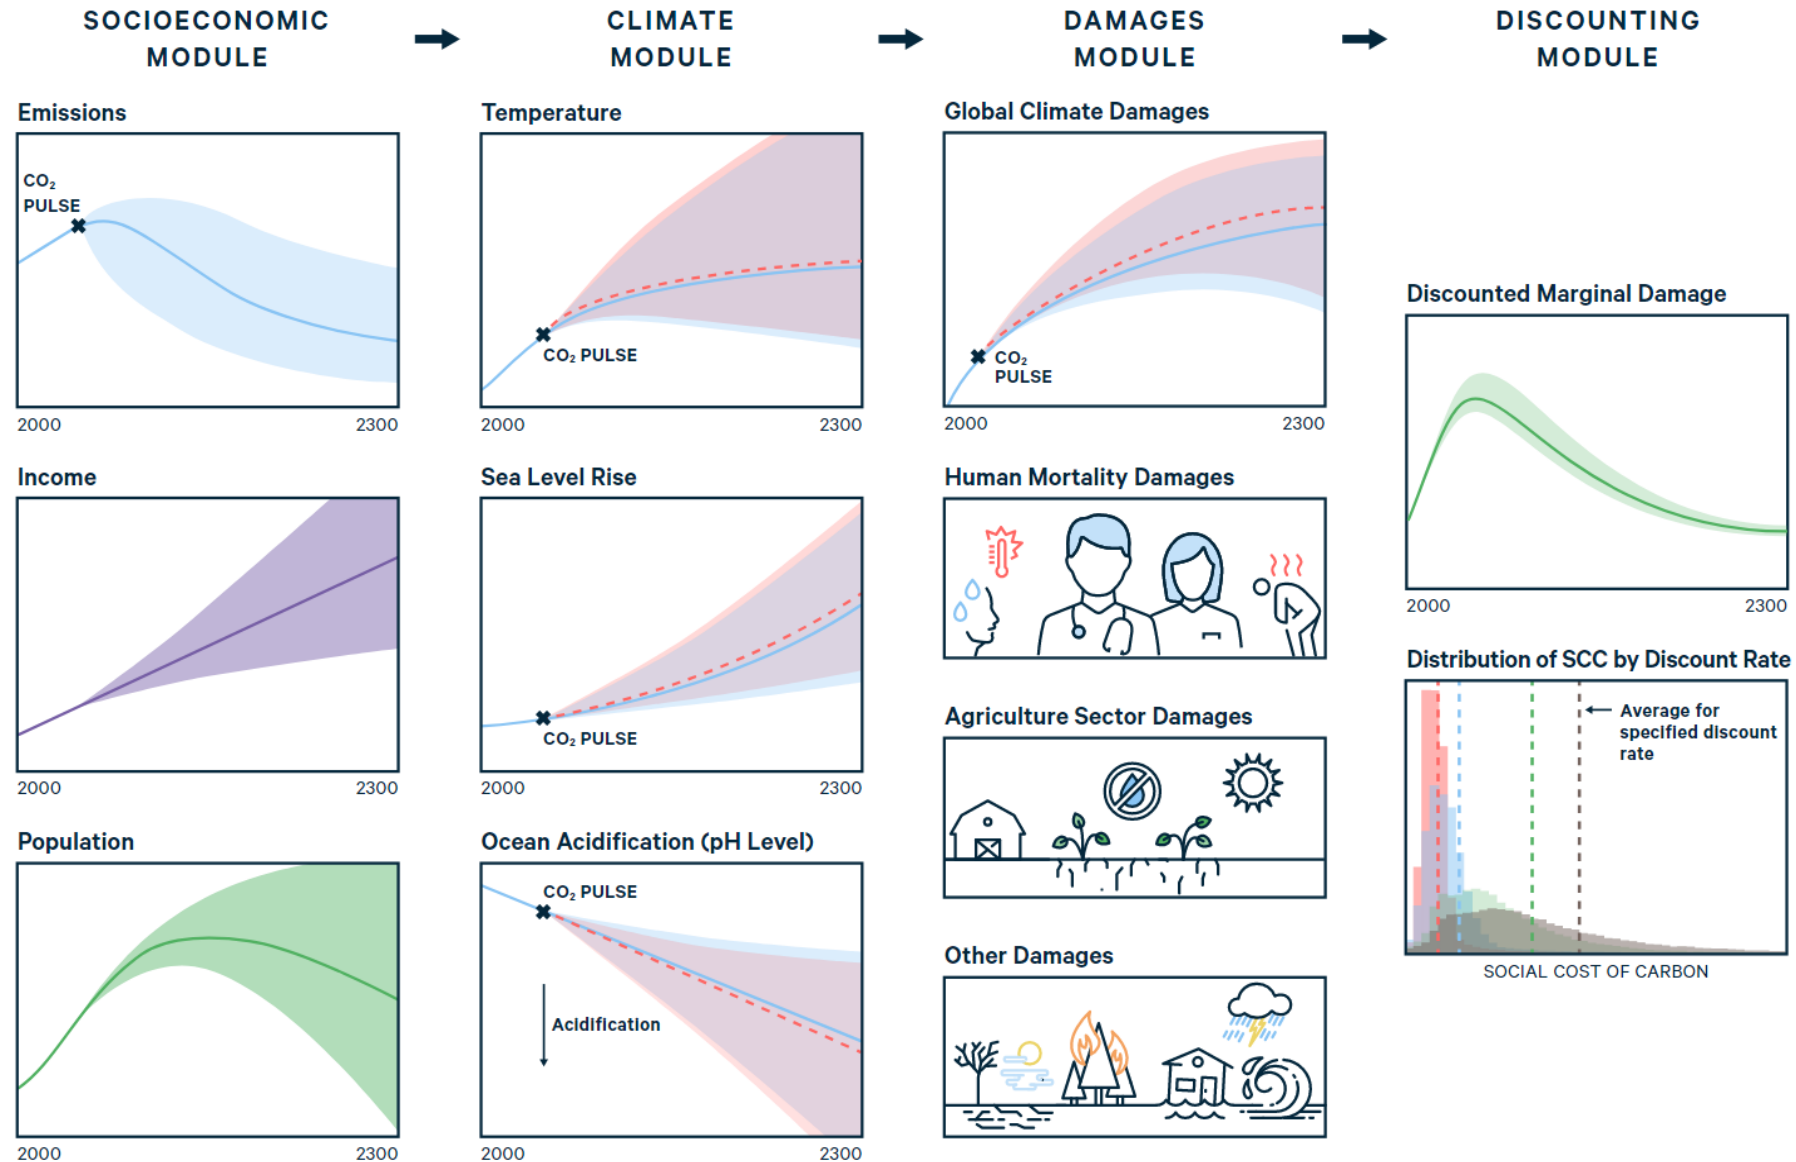 SOCIOECONOMIC
MODULE
CLIMATE
MODULE
DAMAGES
MODULE
DISCOUNTING
MODULE
Emissions
CO₂
PULSE
2000
2300
Income
2000
2300
Population
2000
2300
Temperature
CO₂ PULSE
2000
2300
Sea Level Rise
CO₂ PULSE
2000
2300
Ocean Acidification (pH Level)
CO₂ PULSE
Acidification
2000
2300
Global Climate Damages
CO₂
PULSE
2000
2300
Human Mortality Damages
Agriculture Sector Damages
Other Damages
Discounted Marginal Damage
2000
2300
Distribution of SCC by Discount Rate
Average for
specified discount
rate
SOCIAL COST OF CARBON